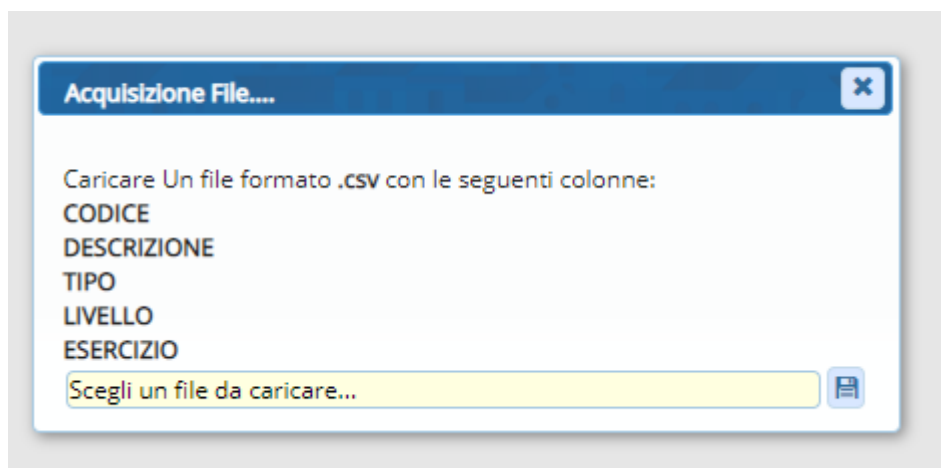 Acquisizione File....
Caricare Un file formato .csv con le seguenti colonne:
CODICE
DESCRIZIONE
TIPO
LIVELLO
ESERCIZIO
Scegli un file da caricare...